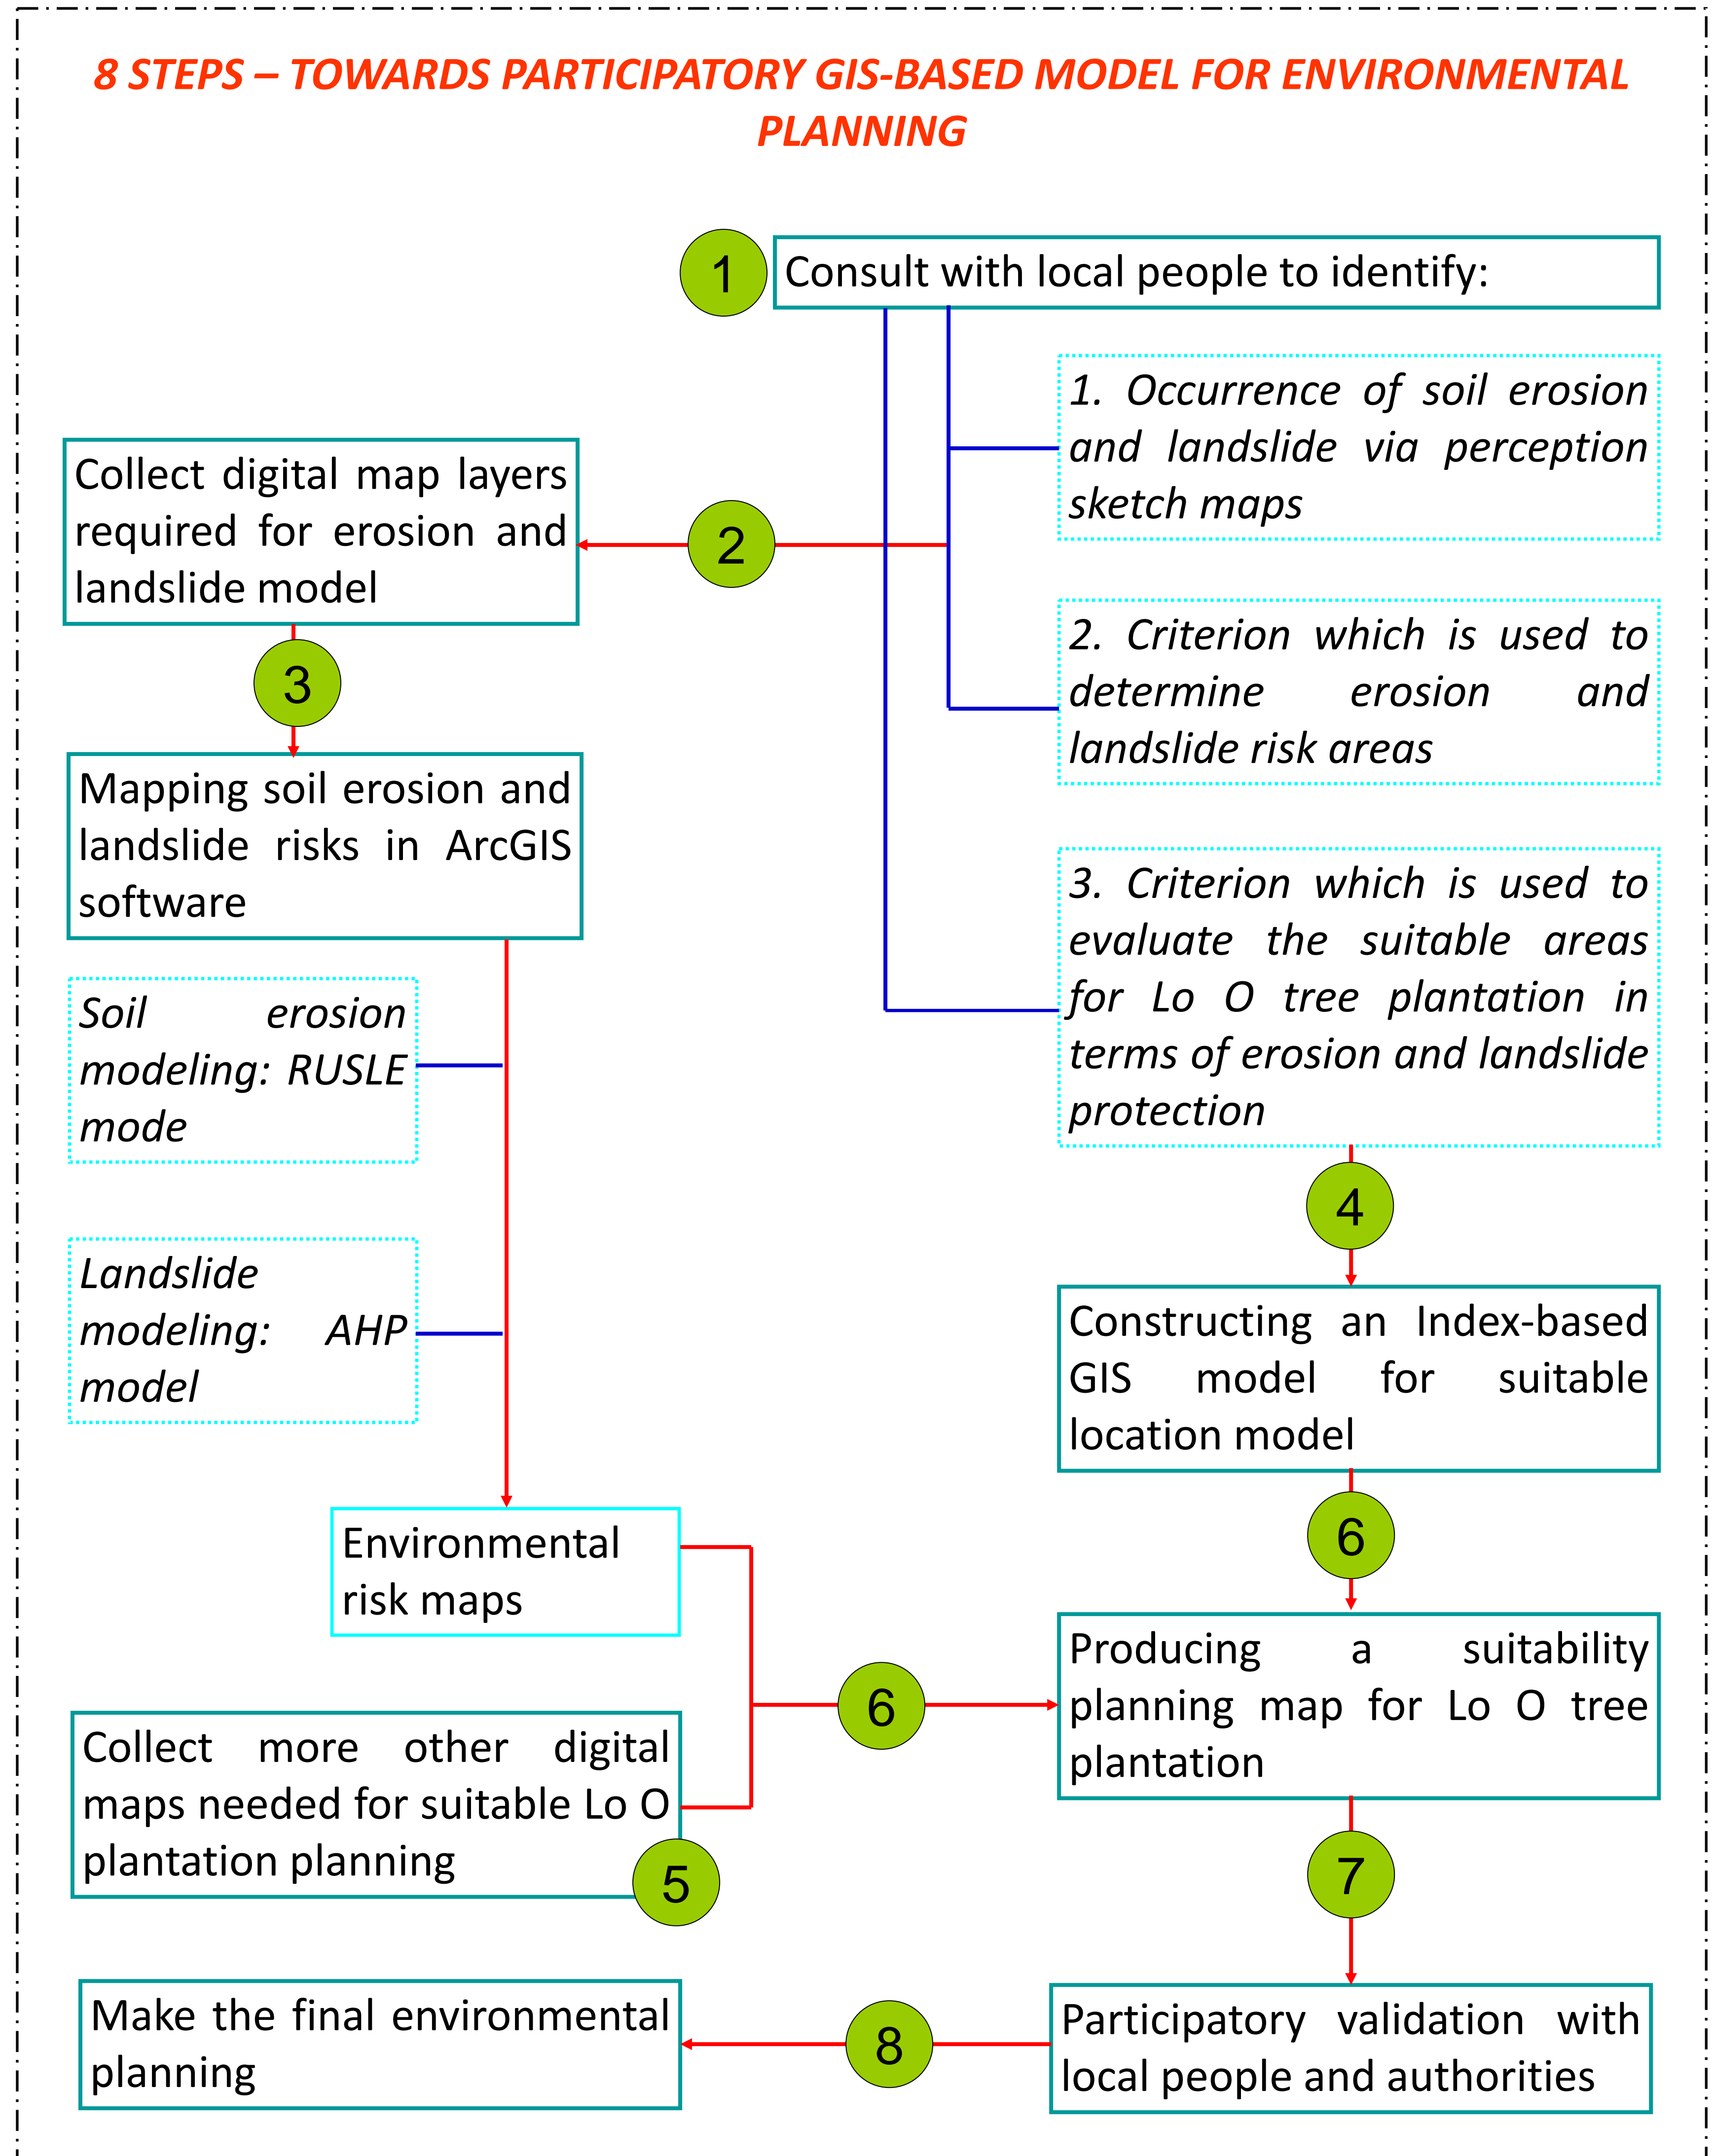 8 STEPS – TOWARDS PARTICIPATORY GIS-BASED MODEL FOR ENVIRONMENTAL
PLANNING
1
Consult with local people to identify:
1. Occurrence of soil erosion
and landslide via perception
sketch maps
Collect digital map layers
required for erosion and
landslide model
2
2. Criterion which is used to
determine erosion and
landslide risk areas
3
Mapping soil erosion and
landslide risks in ArcGIS
software
3. Criterion which is used to
evaluate the suitable areas
for Lo O tree plantation in
terms of erosion and landslide
protection
Soil erosion
modeling: RUSLE
mode
4
Landslide
modeling: AHP
model
Constructing an Index-based
GIS model for suitable
location model
Environmental
risk maps
6
6
Producing a suitability
planning map for Lo O tree
plantation
Collect more other digital
maps needed for suitable Lo O
plantation planning
5
7
Participatory validation with
local people and authorities
8
Make the final environmental
planning